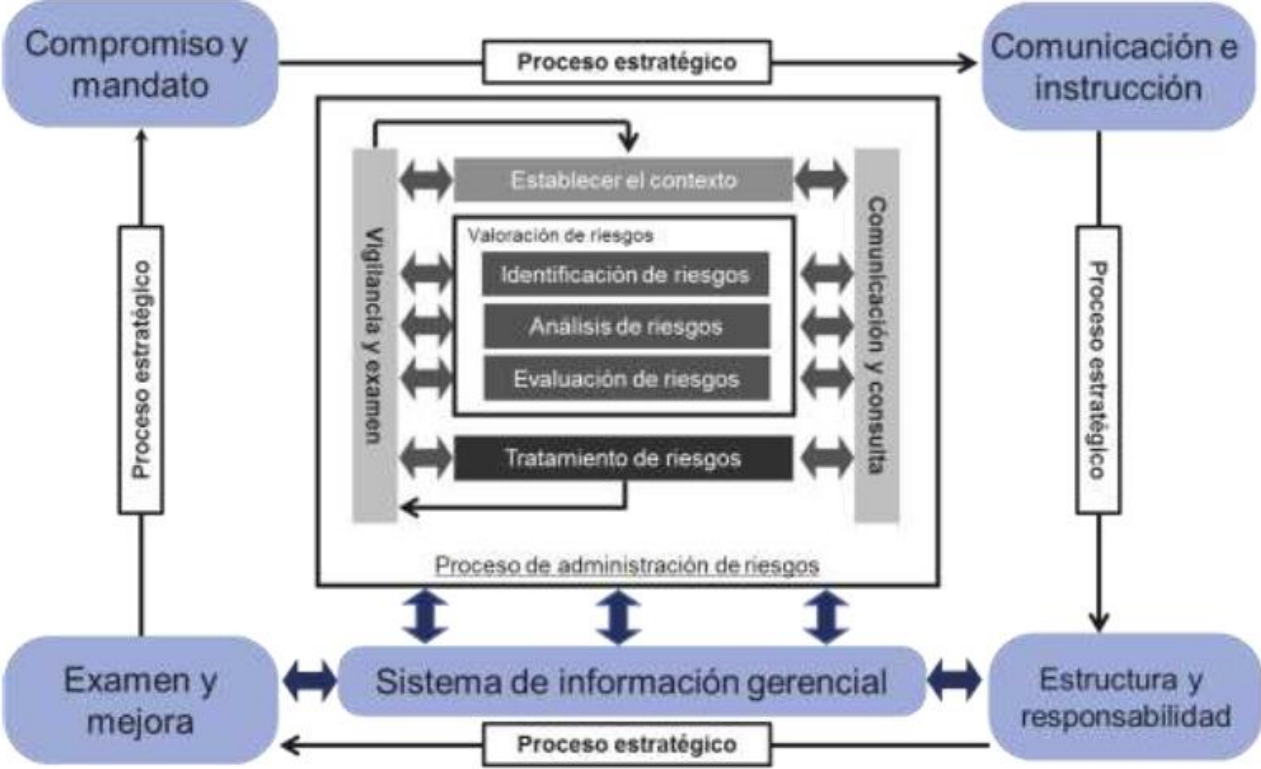 Compromiso y
mandato
Proceso estratégico
Comunicación e
instrucción
Establecer el contexto
Valoración de riesgos
Identificación de riesgos
Análisis de riesgos
Evaluación de riesgos
Tratamiento de riesgos
Vigilancia y examen
Comunicación y consulta
Proceso de administración de riesgos
Proceso estratégico
Proceso estratégico
Examen y
mejora
Sistema de información gerencial
Estructura y
responsabilidad
Proceso estratégico